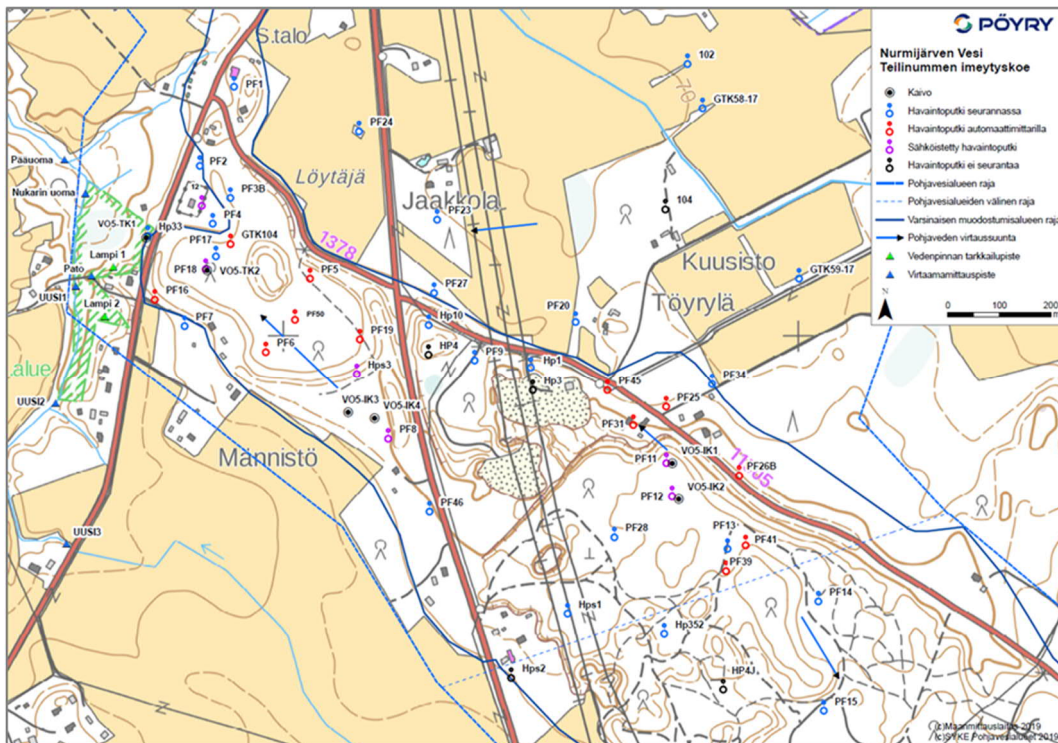 PÖYRY
Nurmijärven Vesi
Teilinummen imeytyskoe
Kaivo
Havaintoputki seurannassa
Havaintoputki automaattimittarilla
Sähköistetty havaintoputki
Havaintoputki ei seurantaa
Pohjavesialueen raja
Pohjavesialueiden välinen raja
Varsinaisen muodostumisalueen raja
Pohjaveden virtaussuunta
Vedenpinnan tarkkailupiste
Virtaamamittauspiste
N
0 100 200
S.talo
102
PF1
GTK58-17
PF24
Pääuoma
PF2
Löytäjä
Nukarin uoma
PF3B
12
Jaakkola
104
PF23
PF4
VO5-TK1
Hp33
GTK104
1378
PF17
Kuusisto
Lampi 1
PF18
VO5-TK2
PF5
Pato
GTK59-17
UUSI1
PF16
PF27
Töyrylä
Lampi 2
PF7
PF50
Hp10
PF20
PF19
PF6
HP4
PF9
Hp1
alue
Hps3
Hp3
PF45
PF34
UUSI2
VO5-IK3
VO5-IK4
PF25
PF31
PF8
Männistö
PF11
VO5-IK1
PF26B
PF12
VO5-IK2
PF46
PF28
PF13
UUSI3
PF41
PF39
PF14
Hps1
Hp352
Hps2
HP4J
PF15
(c)Maanmittauslaitos 2019
(c)SYKE Pohjavesialueet 2019